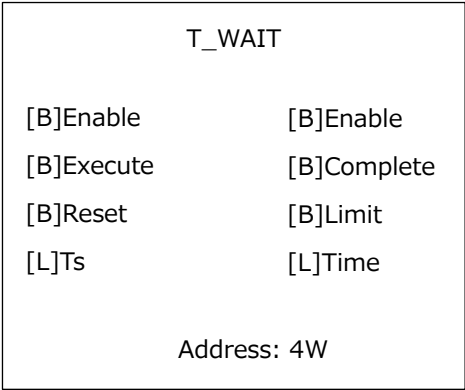 T_WAIT
[B]Enable [B]Enable
[B]Execute [B]Complete
[B]Reset [B]Limit
[L]Ts [L]Time
Address: 4W